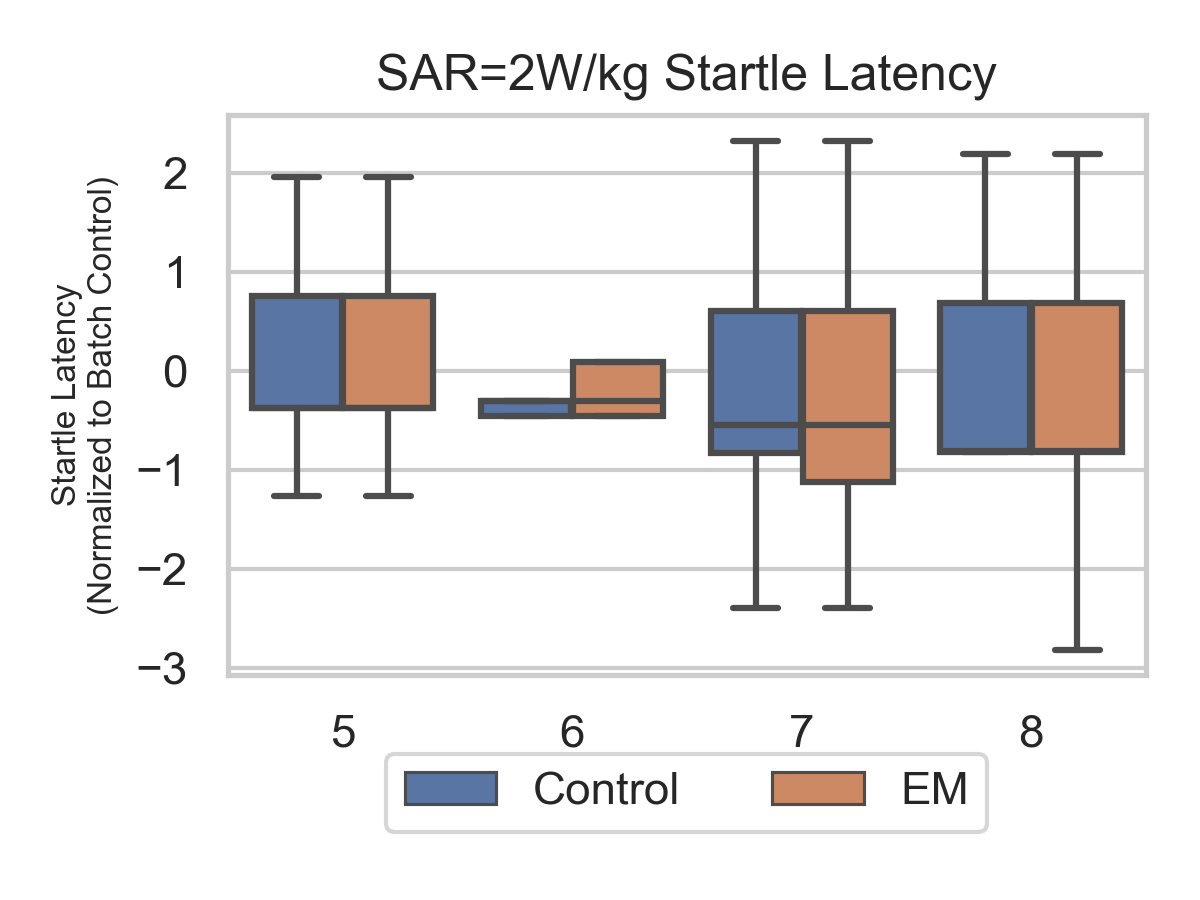 SAR=2W/kg Startle Latency
Startle Latency
(Normalized to Batch Control)
2
1
0
−1
−2
−3
5 6 7 8
Control EM